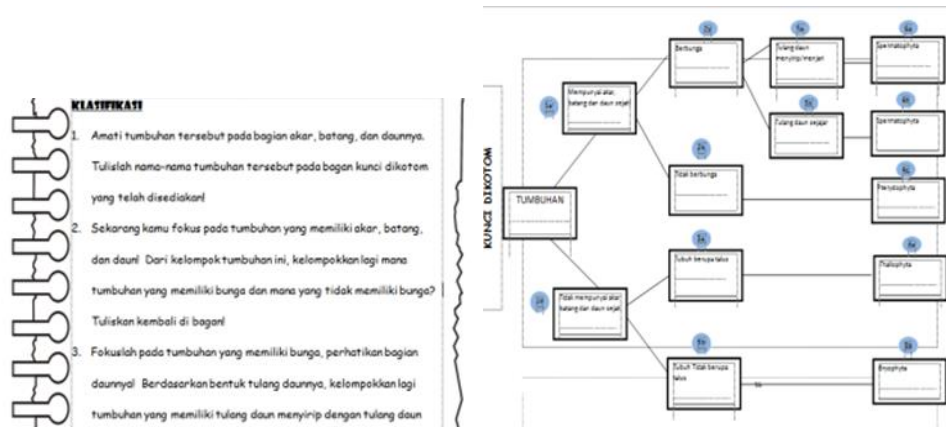 KLASIFIKASI
1. Amati tumbuhan tersebut pada bagian akar, batang, dan daunnya.
Tulislah nama-nama tumbuhan tersebut pada bagan kunci dikotom
yang telah disediakan!
2. Sekarang kamu fokus pada tumbuhan yang memiliki akar, batang,
dan daun! Dari kelompok tumbuhan ini, kelompokkan lagi mana
tumbuhan yang memiliki bunga dan mana yang tidak memiliki bunga?
Tuliskan kembali di bagan!
3. Fokuslah pada tumbuhan yang memiliki bunga, perhatikan bagian
daunnya! Berdasarkan bentuk tulang daunnya, kelompokkan lagi
tumbuhan yang memiliki tulang daun menyirip dengan tulang daun
KUNCI DIKOTOM
TUMBUHAN
Mempunyai akar,
batang dan daun sejati
Tidak mempunyai akar
batang dan daun sejati
Berbunga
Tidak berbunga
Tubuh berupa talus
Tubuh Tidak berupa
talus
Tulang daun
menyirip/menjari
Tulang daun sejajar
Spermatophyta
Spermatophyta
Pterydophyta
Thallophyta
Bryophyta